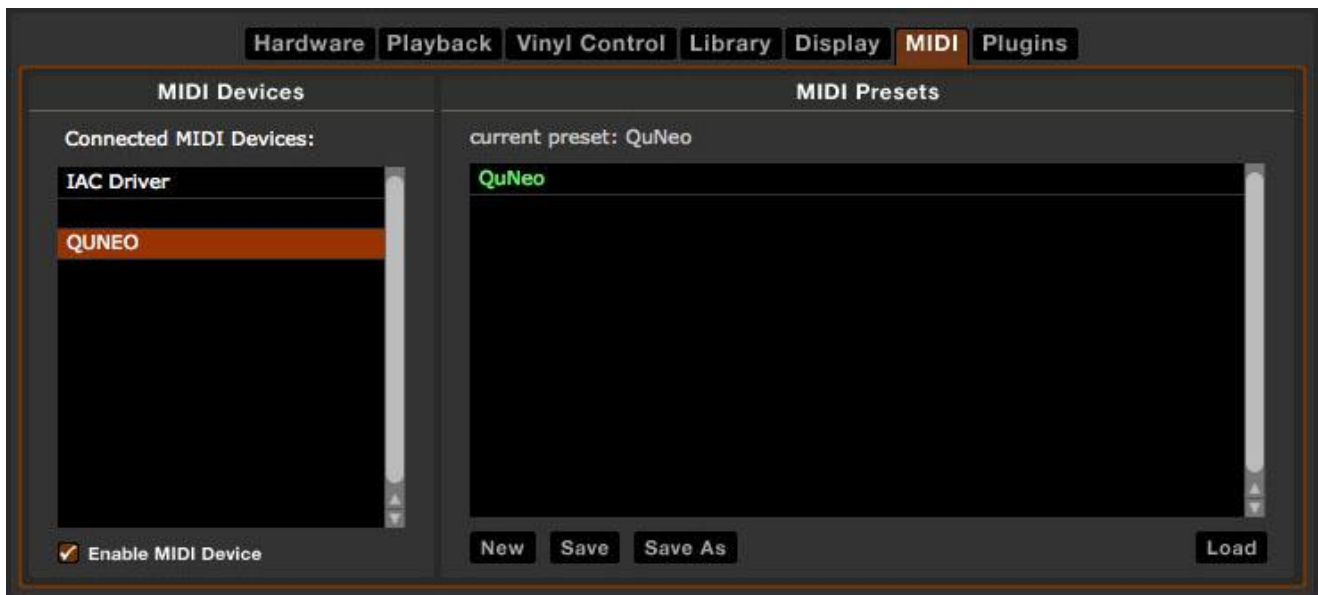 Hardware Playback Vinyl Control Library Display MIDI Plugins
MIDI Devices
Connected MIDI Devices:
IAC Driver
QUNEO
Enable MIDI Device
MIDI Presets
current preset: QuNeo
QuNeo
New Save Save As Load